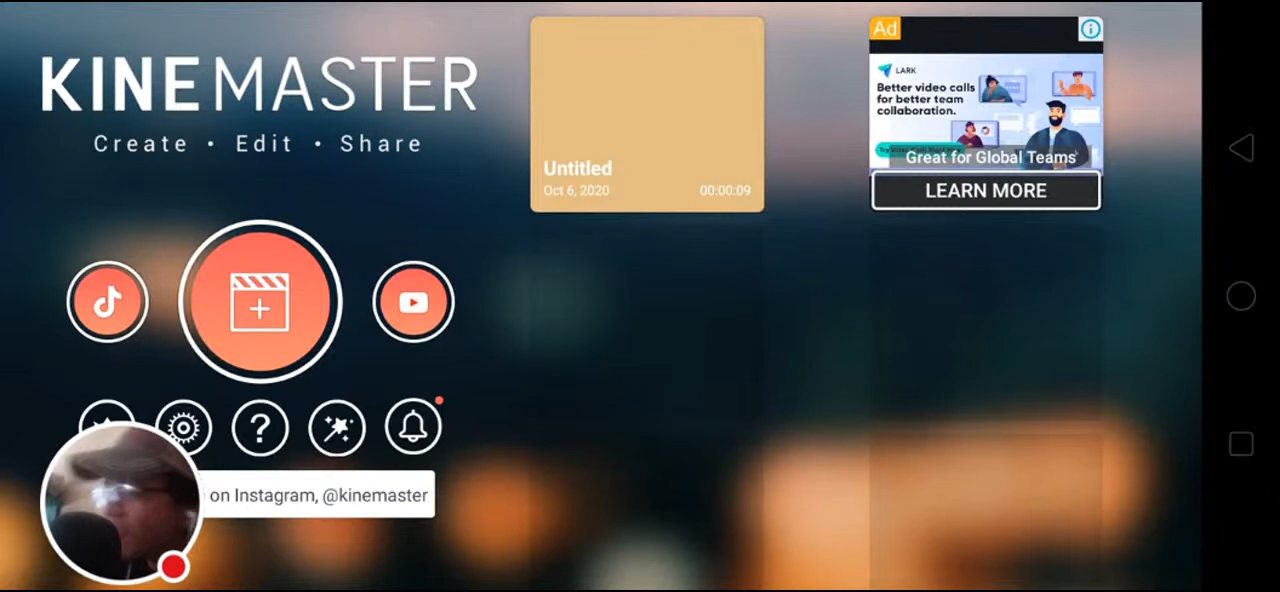 KINEMASTER
Create • Edit • Share
Untitled
Oct 6, 2020 00:00:09
Ad
LARK
Better video calls
for better team
collaboration.
Try
Great for Global Teams
LEARN MORE
on Instagram, @kinemaster